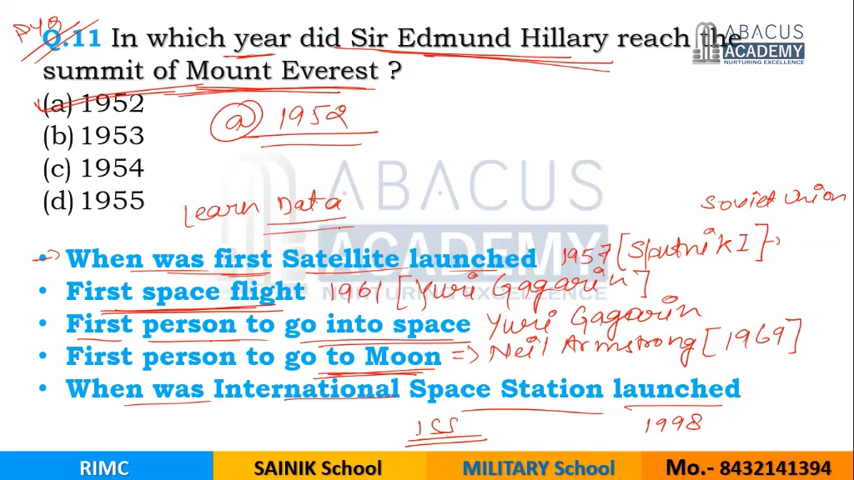 PYQ
Q.11 In which year did Sir Edmund Hillary reach the
summit of Mount Everest ?
ABACUS
ACADEMY
NURTURING EXCELLENCE
(a) 1952
(b) 1953
(c) 1954
(d) 1955
(a) 1952
Learn Data
ABACUS
ACADEMY
Soviet Union
• When was first Satellite launched 1957 [Sputnik I]
• First space flight 1961 [Yuri Gagarin]
• First person to go into space Yuri Gagarin
• First person to go to Moon => Neil Armstrong [1969]
• When was International Space Station launched
ISS 1998
RIMC SAINIK School MILITARY School Mo.- 8432141394